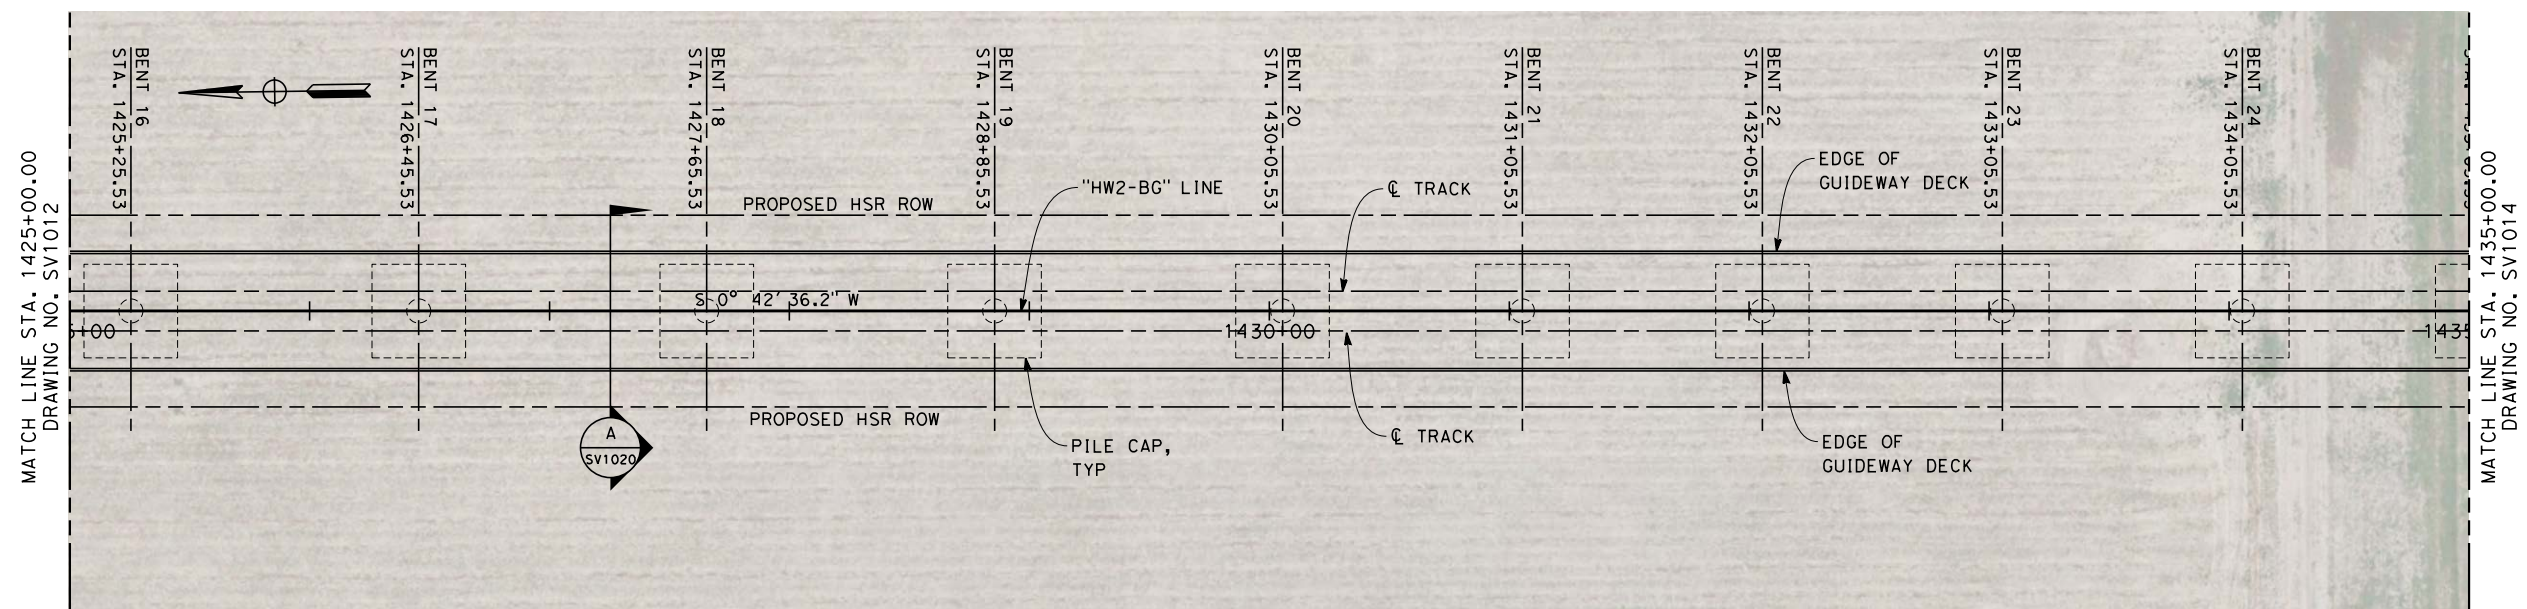 MATCH LINE STA. 1425+00.00
DRAWING NO. SV1012
BENT 16
STA. 1425+25.53
BENT 17
STA. 1426+45.53
BENT 18
STA. 1427+65.53
BENT 19
STA. 1428+85.53
BENT 20
STA. 1430+05.53
BENT 21
STA. 1431+05.53
BENT 22
STA. 1432+05.53
BENT 23
STA. 1433+05.53
BENT 24
STA. 1434+05.53
PROPOSED HSR ROW
"HW2-BG" LINE
℄ TRACK
EDGE OF
GUIDEWAY DECK
S 0° 42' 36.2" W
5+00
1430+00
1435
PROPOSED HSR ROW
A
SV1020
PILE CAP,
TYP
℄ TRACK
EDGE OF
GUIDEWAY DECK
MATCH LINE STA. 1435+00.00
DRAWING NO. SV1014